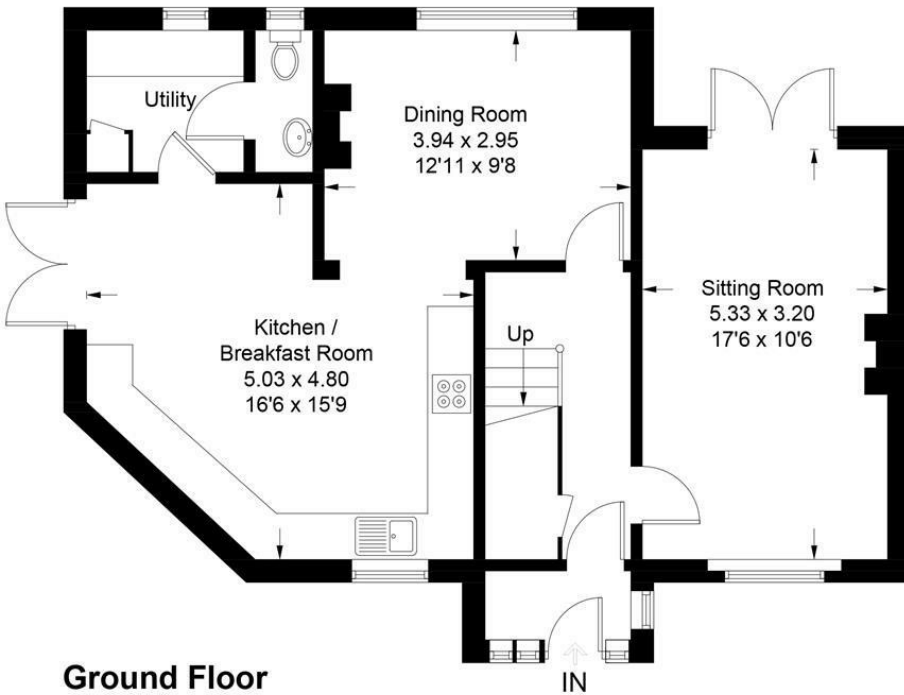 Utility
Dining Room
3.94 x 2.95
12'11 x 9'8
Sitting Room
5.33 x 3.20
17'6 x 10'6
Kitchen /
Breakfast Room
5.03 x 4.80
16'6 x 15'9
Up
Ground Floor
IN